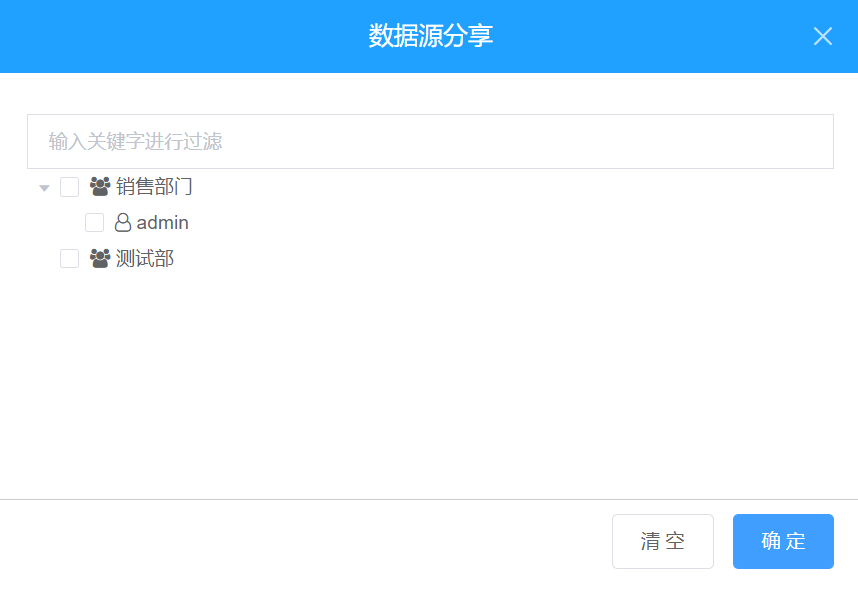 数据源分享
输入关键字进行过滤
销售部门
admin
测试部
清空 确定